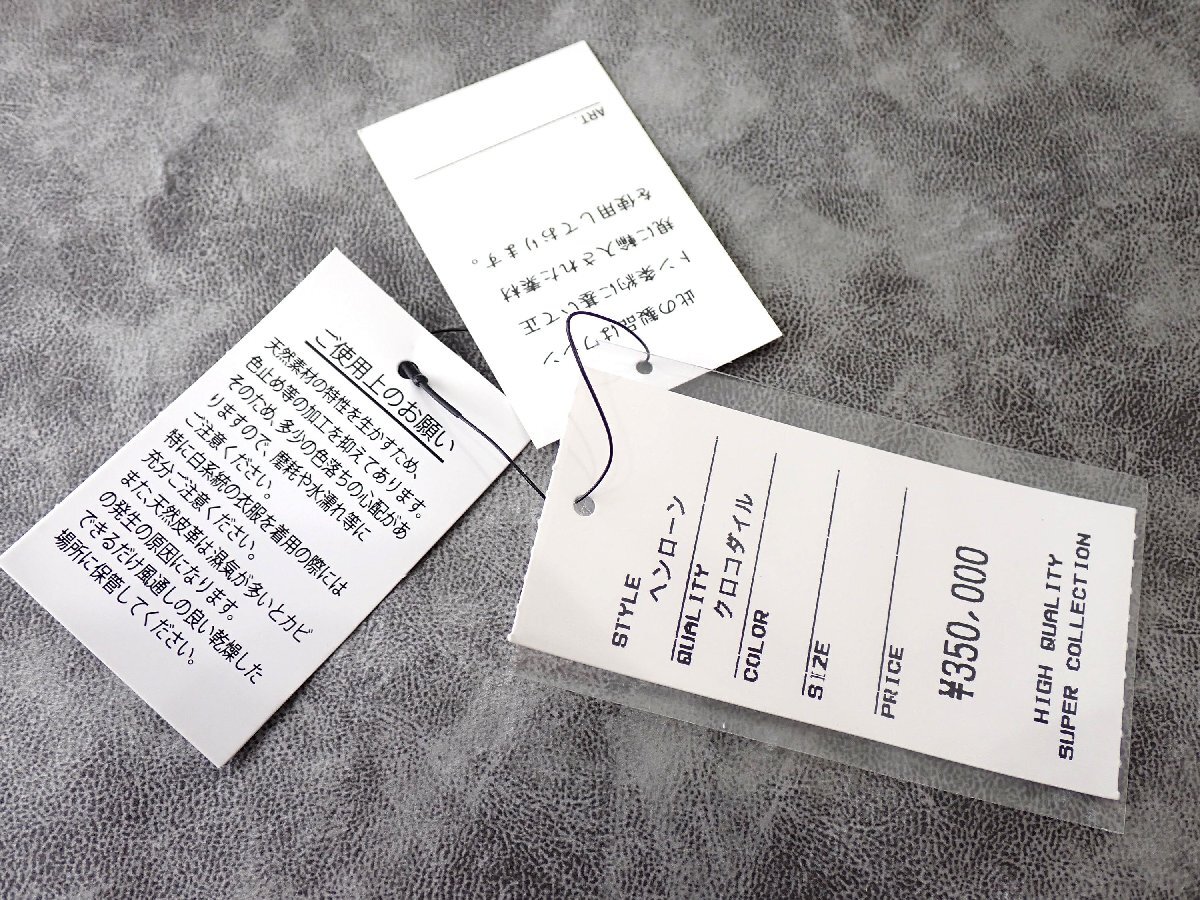 ご使用上のお願い
天然素材の特性を生かすため、
色止め等の加工を抑えてあります。
そのため、多少の色落ちの心配があ
りますので、磨耗や水濡れ等に
ご注意ください。
特に白系統の衣服を着用の際には
充分ご注意ください。
また、天然皮革は湿気が多いとカビ
の発生の原因になります。
できるだけ風通しの良い乾燥した
場所に保管してください。
此の製品はワシン
トン条約に基いて正
規に輸入された素材
を使用しております。
ART.
STYLE
ヘンローン
QUALITY
クロコダイル
COLOR
SIZE
PRICE
¥350,000
HIGH QUALITY
SUPER COLLECTION